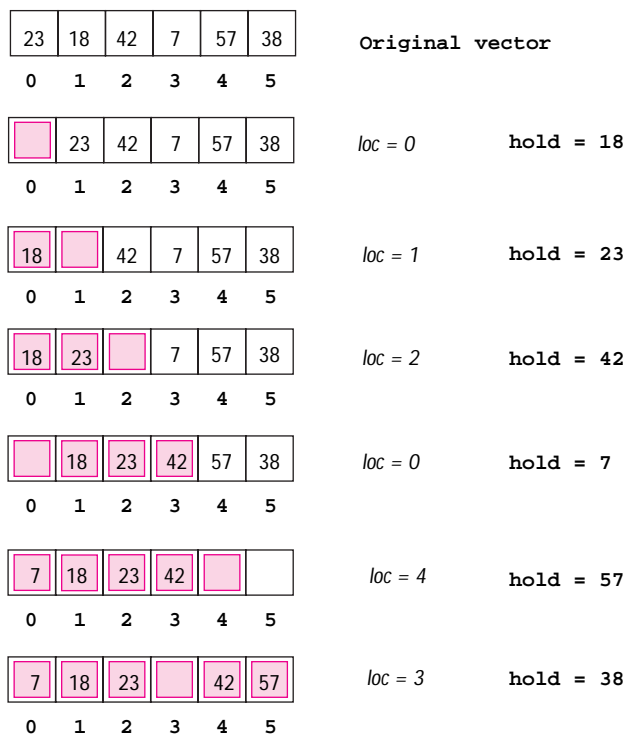 23 18 42 7 57 38 Original vector
0 1 2 3 4 5
23 42 7 57 38 loc = 0 hold = 18
0 1 2 3 4 5
18 42 7 57 38 loc = 1 hold = 23
0 1 2 3 4 5
18 23 7 57 38 loc = 2 hold = 42
0 1 2 3 4 5
18 23 42 57 38 loc = 0 hold = 7
0 1 2 3 4 5
7 18 23 42 loc = 4 hold = 57
0 1 2 3 4 5
7 18 23 42 57 loc = 3 hold = 38
0 1 2 3 4 5